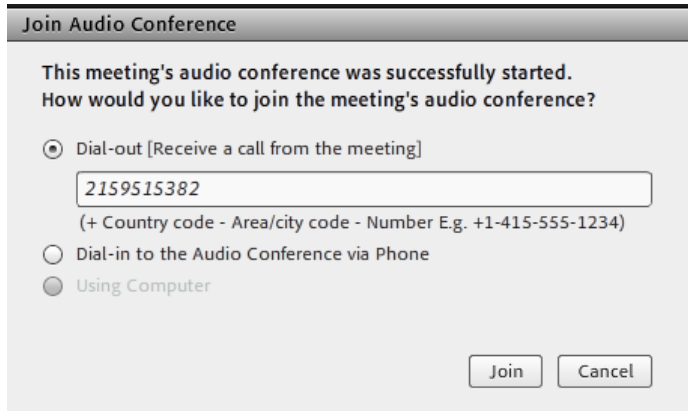 Join Audio Conference
This meeting's audio conference was successfully started.
How would you like to join the meeting's audio conference?
Dial-out [Receive a call from the meeting]
2159515382
(+ Country code - Area/city code - Number E.g. +1-415-555-1234)
Dial-in to the Audio Conference via Phone
Using Computer
Join Cancel